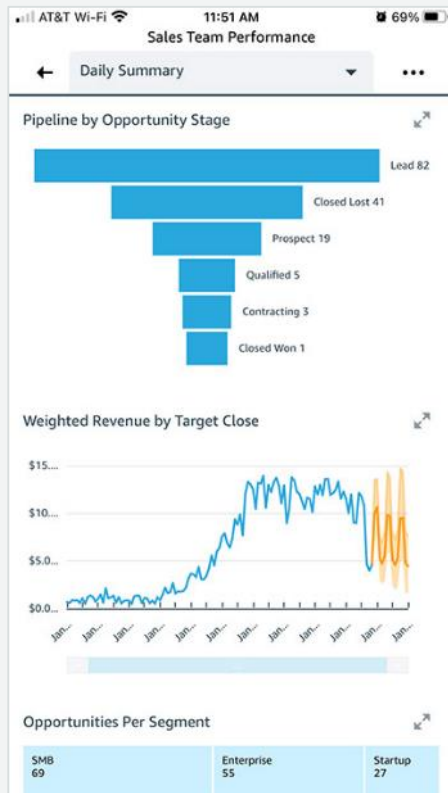 AT&T Wi-Fi 11:51 AM 69%
Sales Team Performance
Daily Summary
Pipeline by Opportunity Stage
Lead 82
Closed Lost 41
Prospect 19
Qualified 5
Contracting 3
Closed Won 1
Weighted Revenue by Target Close
$15....
$10....
$5.0...
$0.0...
Jan... Jan... Jan... Jan... Jan... Jan... Jan... Jan... Jan... Jan... Jan... Jan...
Opportunities Per Segment
SMB Enterprise Startup
69 55 27